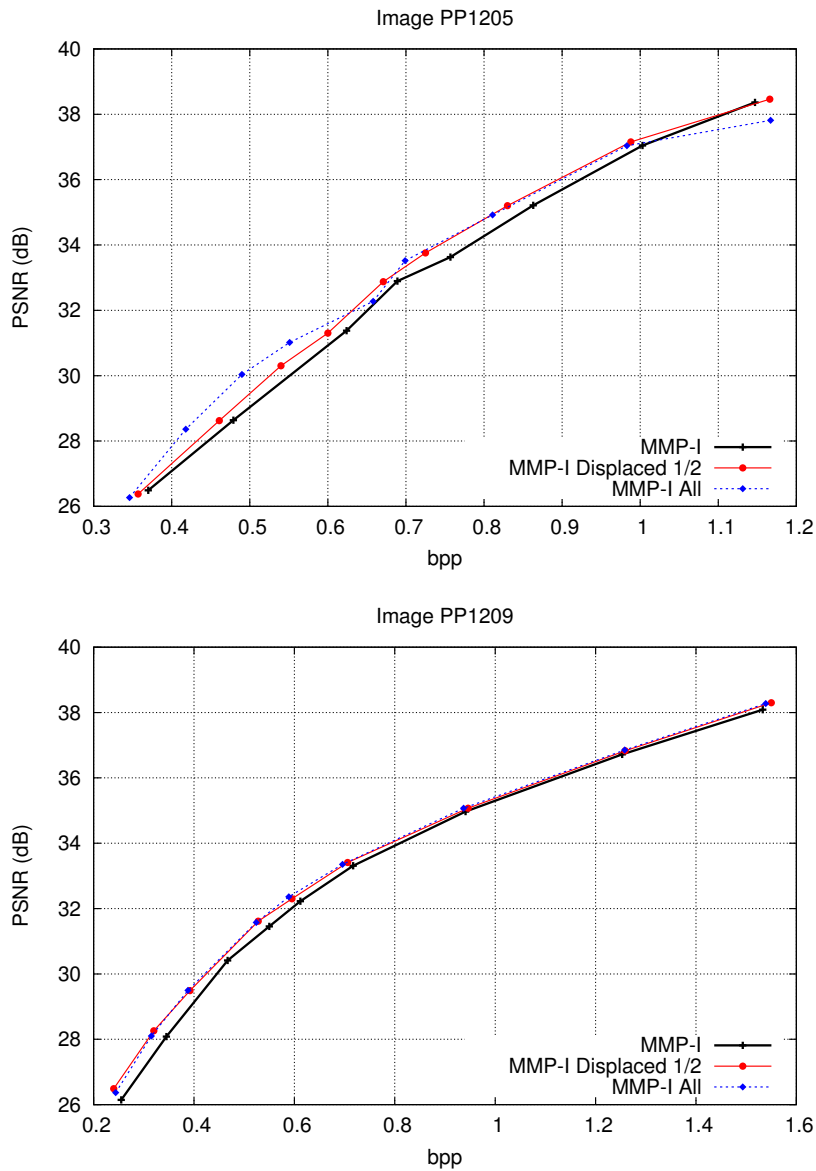 Image PP1205
40
38
36
34
32
30
28
26
PSNR (dB)
MMP-I
MMP-I Displaced 1/2
MMP-I All
0.3 0.4 0.5 0.6 0.7 0.8 0.9 1 1.1 1.2
bpp
Image PP1209
40
38
36
34
32
30
28
26
PSNR (dB)
MMP-I
MMP-I Displaced 1/2
MMP-I All
0.2 0.4 0.6 0.8 1 1.2 1.4 1.6
bpp